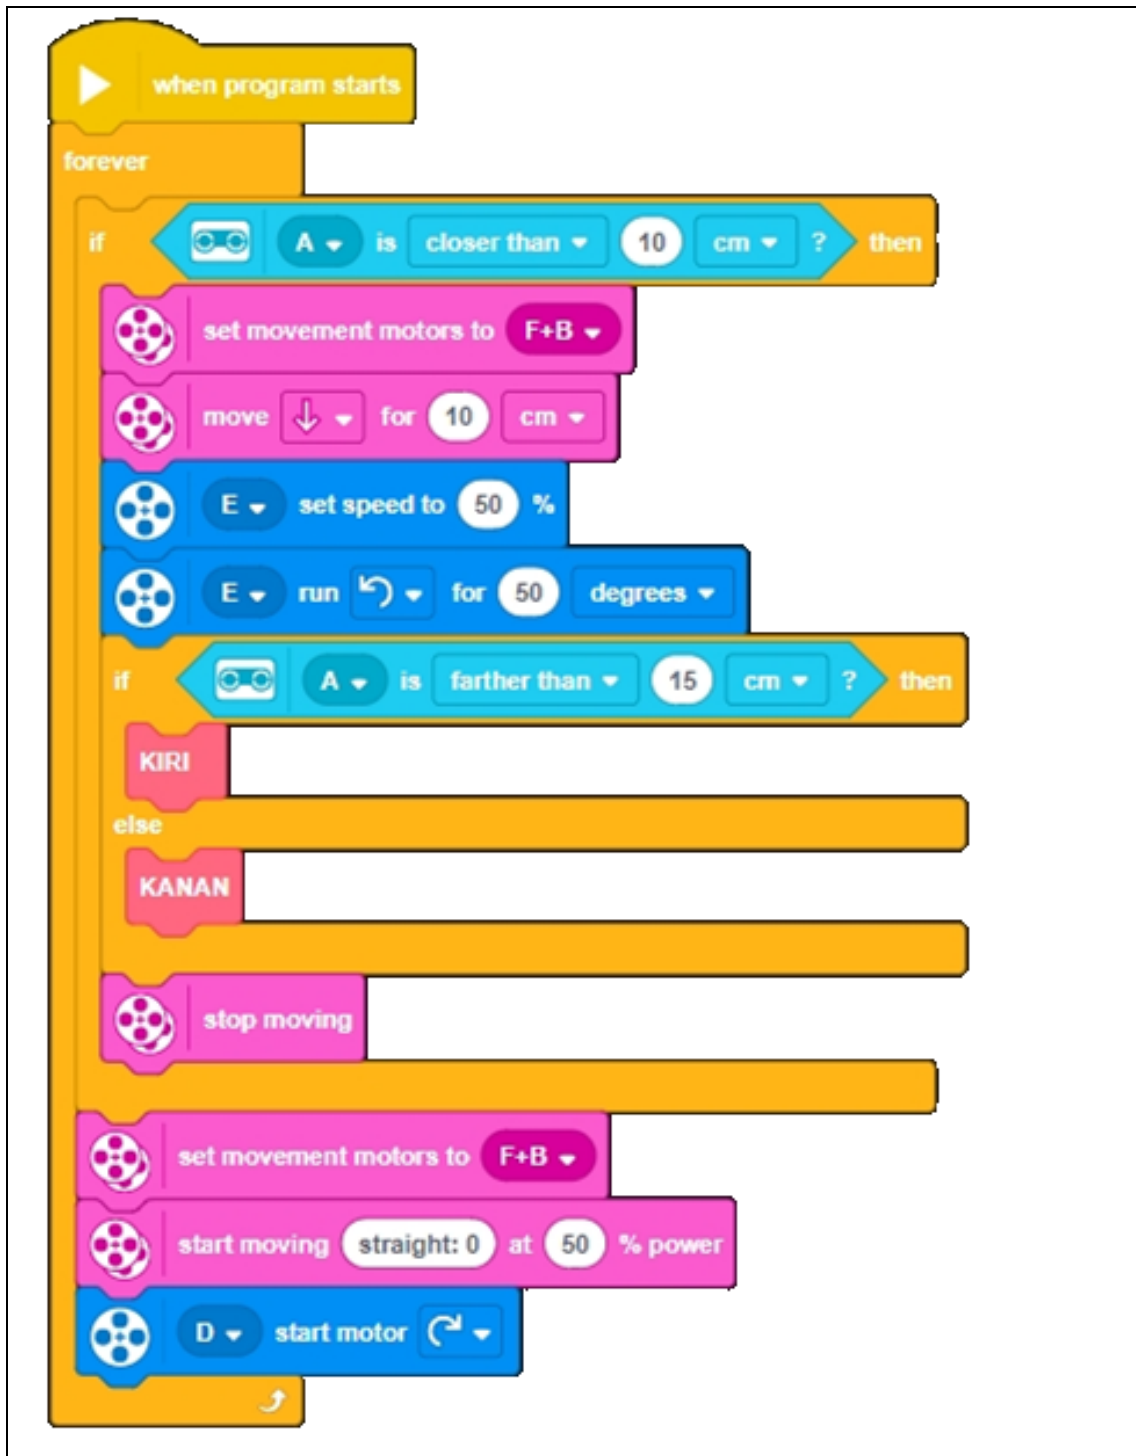 when program starts
forever
if A is closer than 10 cm ? then
set movement motors to F+B
move for 10 cm
E set speed to 50 %
E run for 50 degrees
if A is farther than 15 cm ? then
KIRI
else
KANAN
stop moving
set movement motors to F+B
start moving straight: 0 at 50 % power
D start motor